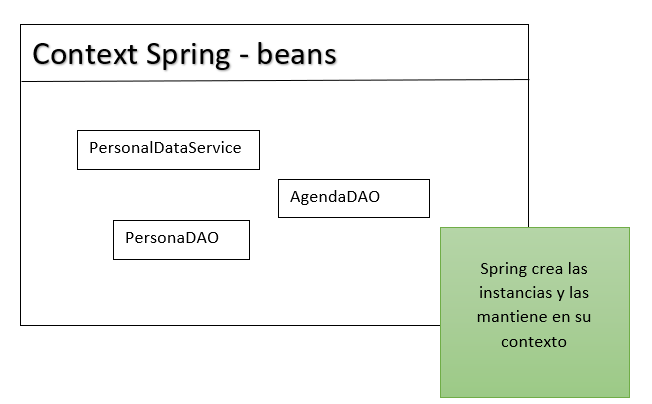 Context Spring - beans
PersonalDataService
AgendaDAO
PersonaDAO
Spring crea las
instancias y las
mantiene en su
contexto